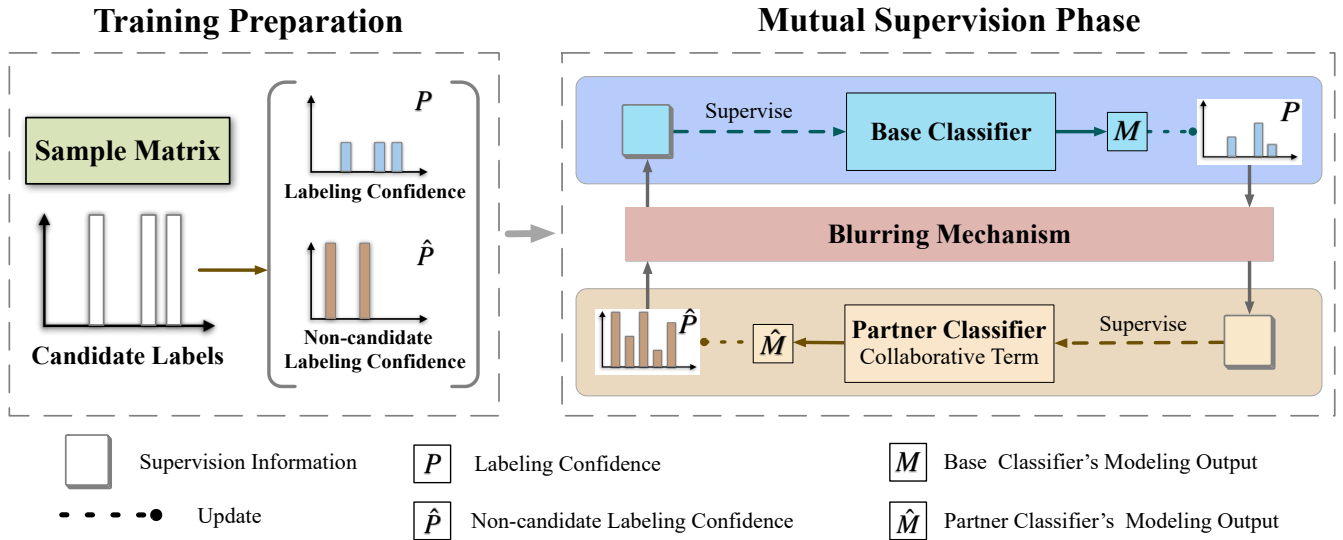 Training Preparation
Mutual Supervision Phase
Sample Matrix
Candidate Labels
P
Labeling Confidence
P̂
Non-candidate
Labeling Confidence
Supervise
Base Classifier
M
P
Blurring Mechanism
P̂
M̂
Partner Classifier
Collaborative Term
Supervise
Supervision Information
P
Labeling Confidence
M
Base Classifier's Modeling Output
Update
P̂
Non-candidate Labeling Confidence
M̂
Partner Classifier's Modeling Output